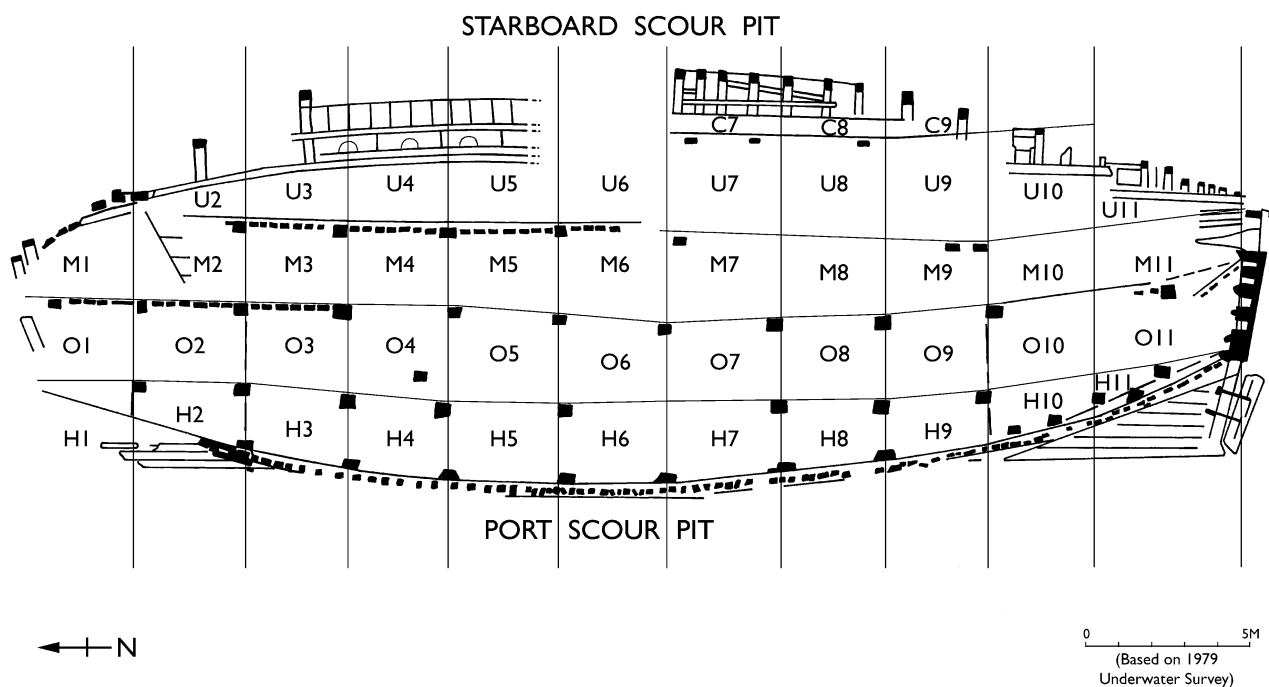 STARBOARD SCOUR PIT
C7 C8 C9
U2 U3 U4 U5 U6 U7 U8 U9 U10 U11
M1 M2 M3 M4 M5 M6 M7 M8 M9 M10 M11
O1 O2 O3 O4 O5 O6 O7 O8 O9 O10 O11
H1 H2 H3 H4 H5 H6 H7 H8 H9 H10 H11
PORT SCOUR PIT
N
0 5M
(Based on 1979
Underwater Survey)